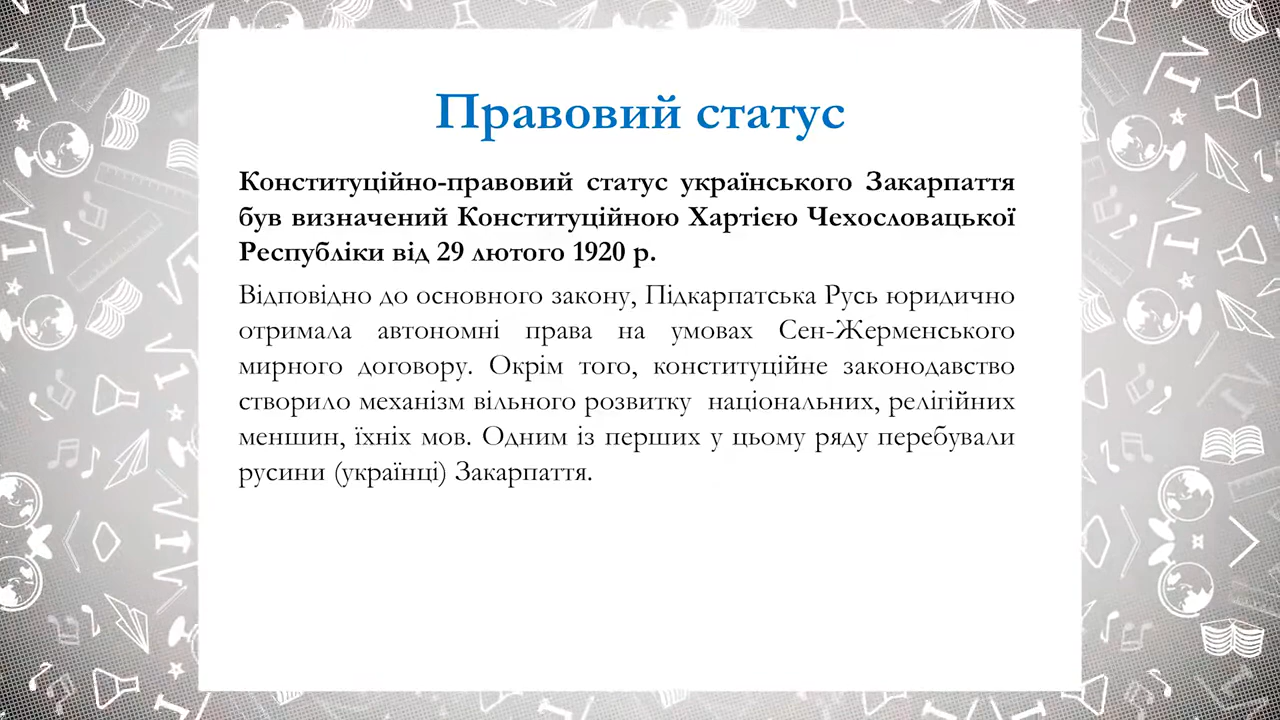 Правовий статус
Конституційно-правовий статус українського Закарпаття
був визначений Конституційною Хартією Чехословацької
Республіки від 29 лютого 1920 р.
Відповідно до основного закону, Підкарпатська Русь юридично
отримала автономні права на умовах Сен-Жерменського
мирного договору. Окрім того, конституційне законодавство
створило механізм вільного розвитку національних, релігійних
меншин, їхніх мов. Одним із перших у цьому ряду перебували
русини (українці) Закарпаття.